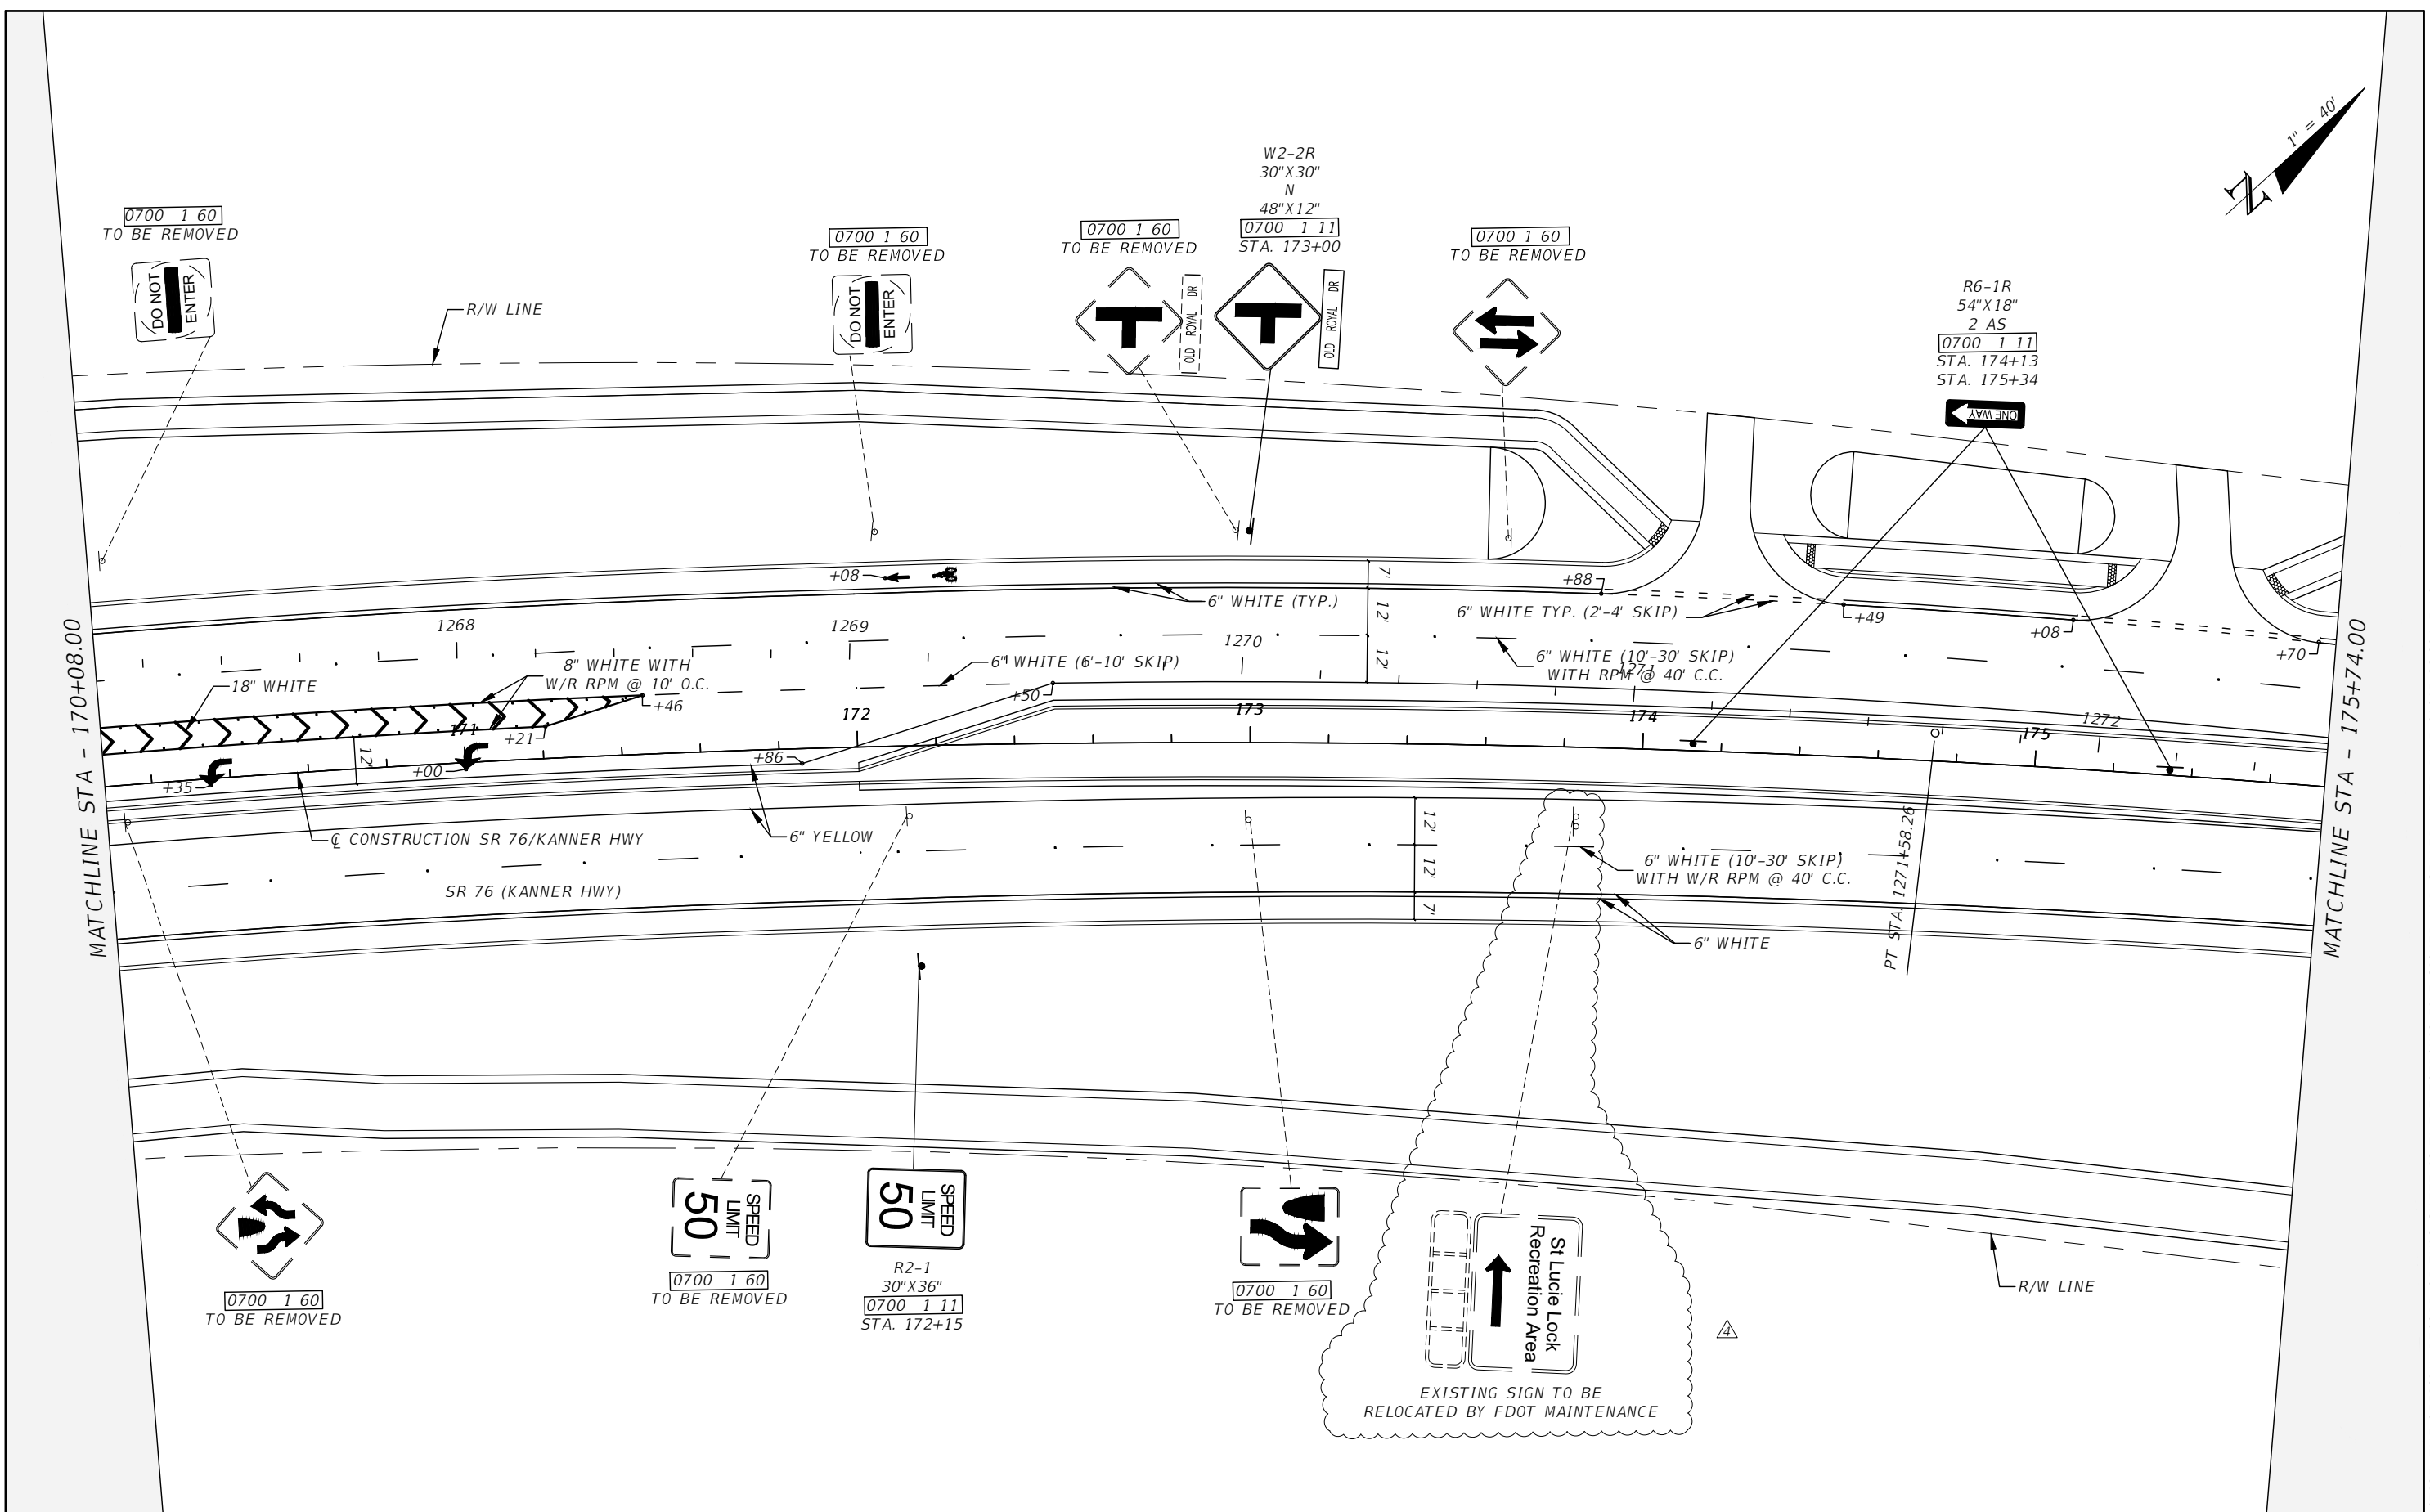 1" = 40'
N
W2-2R
30"X30"
N
48"X12"
0700 1 11
STA. 173+00
0700 1 60
TO BE REMOVED
DO NOT
ENTER
R/W LINE
0700 1 60
TO BE REMOVED
DO NOT
ENTER
0700 1 60
TO BE REMOVED
OLD ROYAL DR
OLD ROYAL DR
0700 1 60
TO BE REMOVED
R6-1R
54"X18"
2 AS
0700 1 11
STA. 174+13
STA. 175+34
ONE WAY
MATCHLINE STA - 170+08.00
MATCHLINE STA - 175+74.00
+08
6" WHITE (TYP.)
7'
12'
12'
+88
6" WHITE TYP. (2'-4' SKIP)
+49
+08
+70
1268
1269
1270
1271
1272
18" WHITE
8" WHITE WITH
W/R RPM @ 10' O.C.
6" WHITE (6'-10' SKIP)
6" WHITE (10'-30' SKIP)
WITH RPM @ 40' C.C.
+46
+50
171
172
173
174
175
+21
12'
+00
+35
+86
℄ CONSTRUCTION SR 76/KANNER HWY
6" YELLOW
SR 76 (KANNER HWY)
12'
12'
7'
6" WHITE (10'-30' SKIP)
WITH W/R RPM @ 40' C.C.
6" WHITE
PT STA. 1271+58.26
0700 1 60
TO BE REMOVED
SPEED
LIMIT
50
0700 1 60
TO BE REMOVED
SPEED
LIMIT
50
R2-1
30"X36"
0700 1 11
STA. 172+15
0700 1 60
TO BE REMOVED
St Lucie Lock
Recreation Area
EXISTING SIGN TO BE
RELOCATED BY FDOT MAINTENANCE
4
R/W LINE